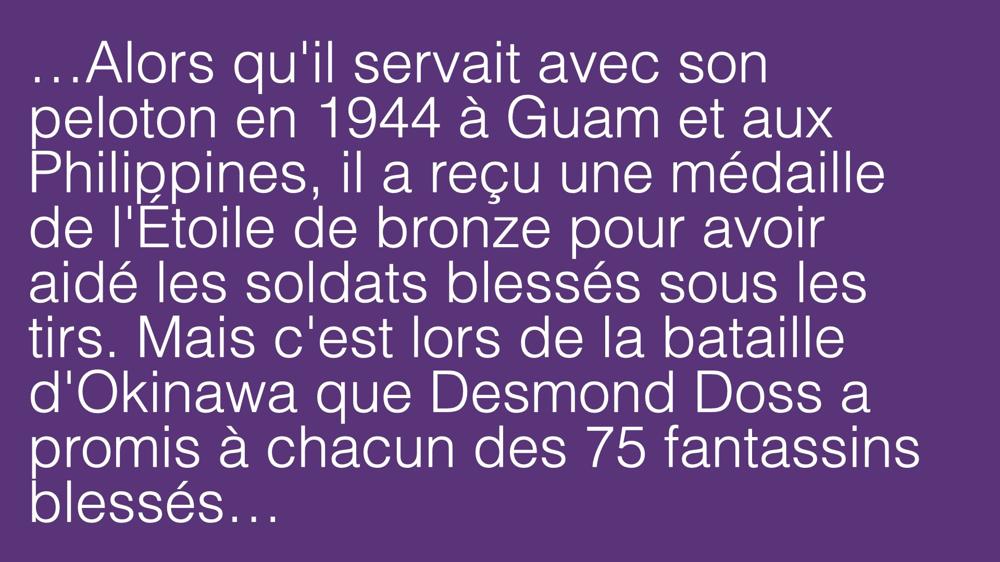 …Alors qu'il servait avec son
peloton en 1944 à Guam et aux
Philippines, il a reçu une médaille
de l'Étoile de bronze pour avoir
aidé les soldats blessés sous les
tirs. Mais c'est lors de la bataille
d'Okinawa que Desmond Doss a
promis à chacun des 75 fantassins
blessés…